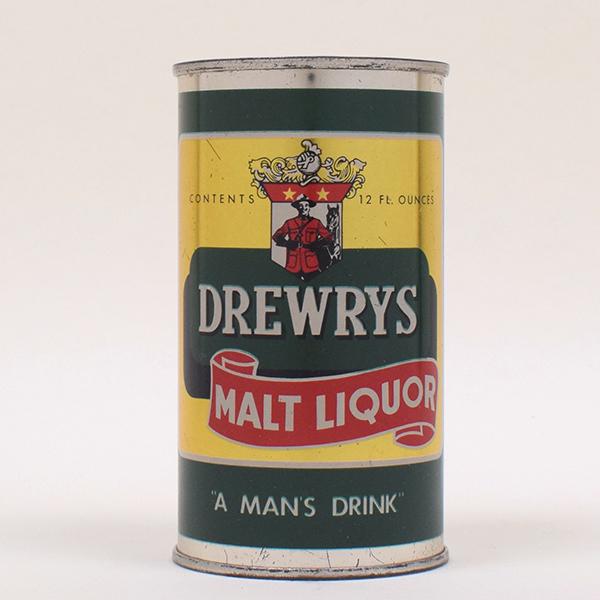 CONTENTS 12 FL. OUNCES
DREWRYS
MALT LIQUOR
"A MAN'S DRINK"